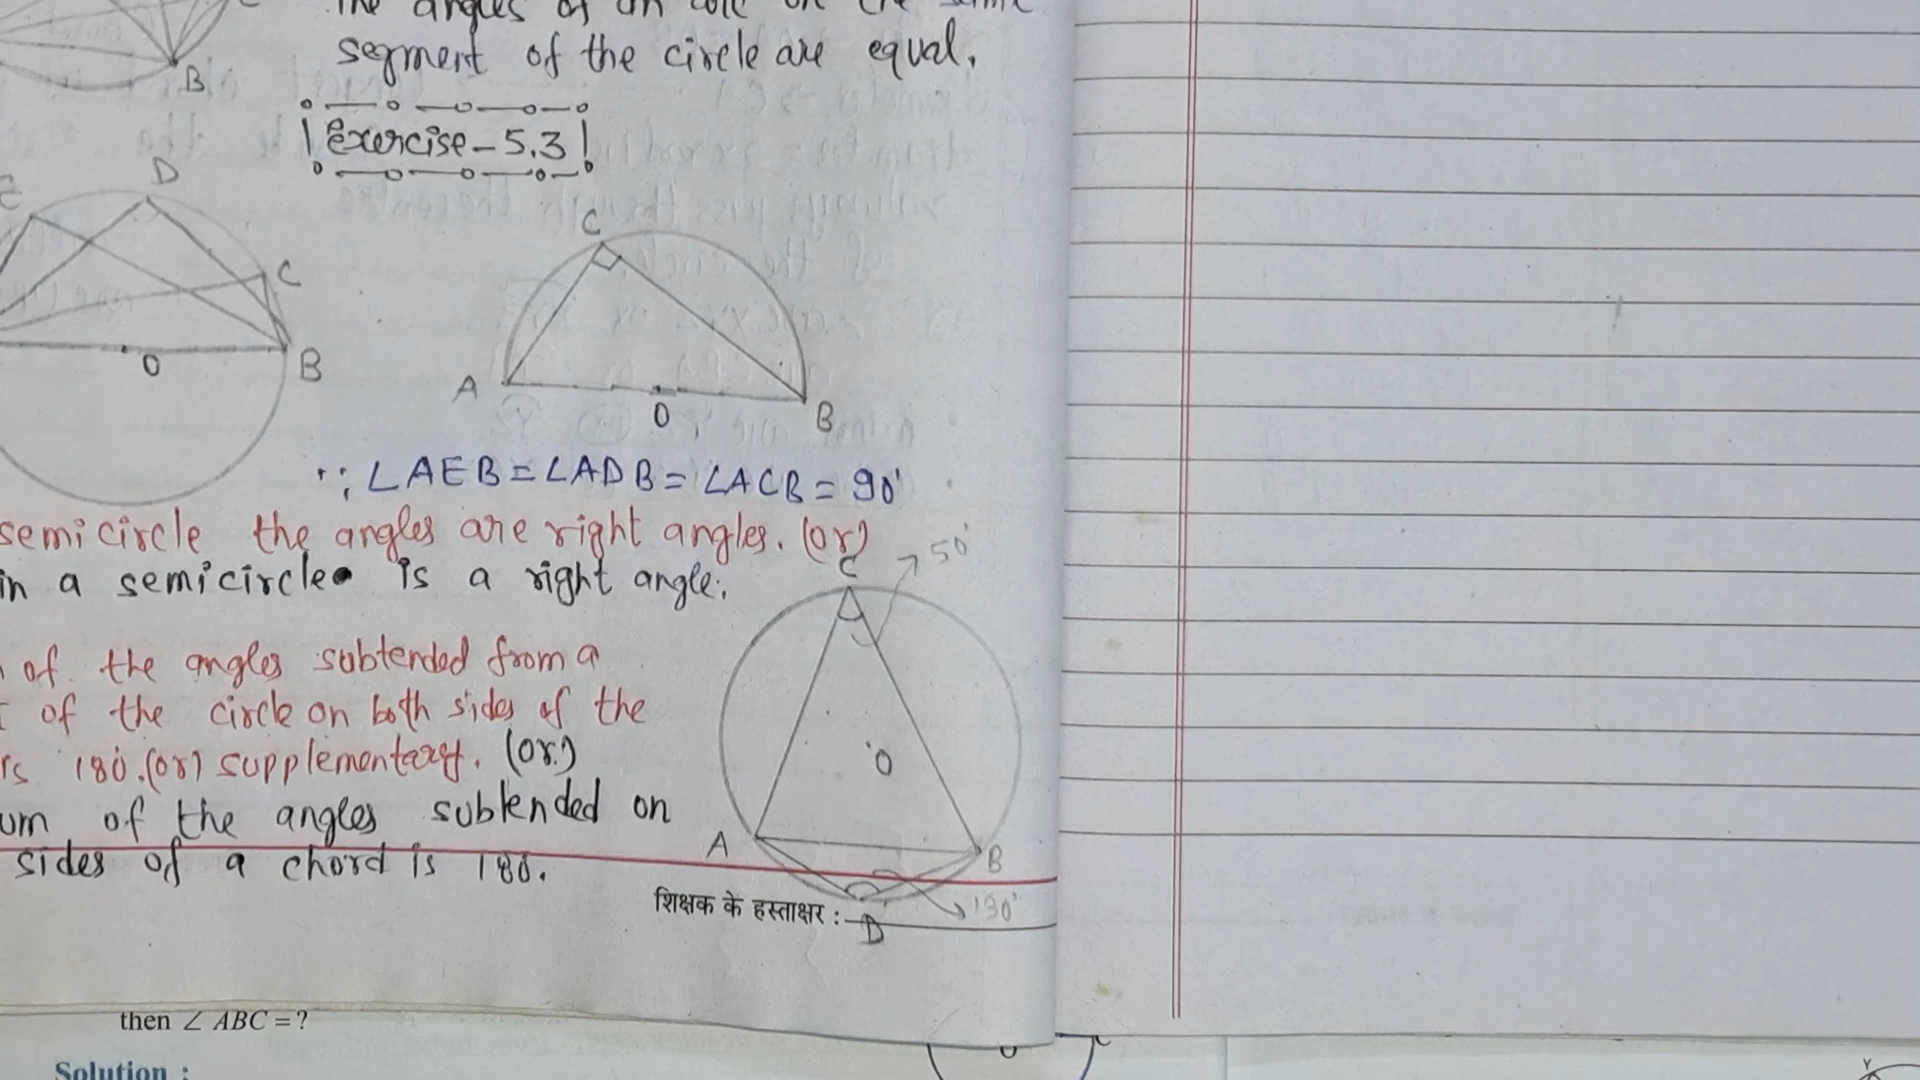 segment of the circle are equal.
Exercise-5.3
D
C
B
O
B
C
A
O
B
∵ ∠AEB=∠ADB=∠ACB=90°
semicircle the angles are right angles. (or)
in a semicircle is a right angle.
of the angles subtended from a
of the circle on both sides of the
is 180°.(or) supplementary. (or)
of the angles subtended on
sides of a chord is 180.
C
50°
O
A
B
130°
D
शिक्षक के हस्ताक्षर :
then ∠ ABC = ?
Solution :
Y